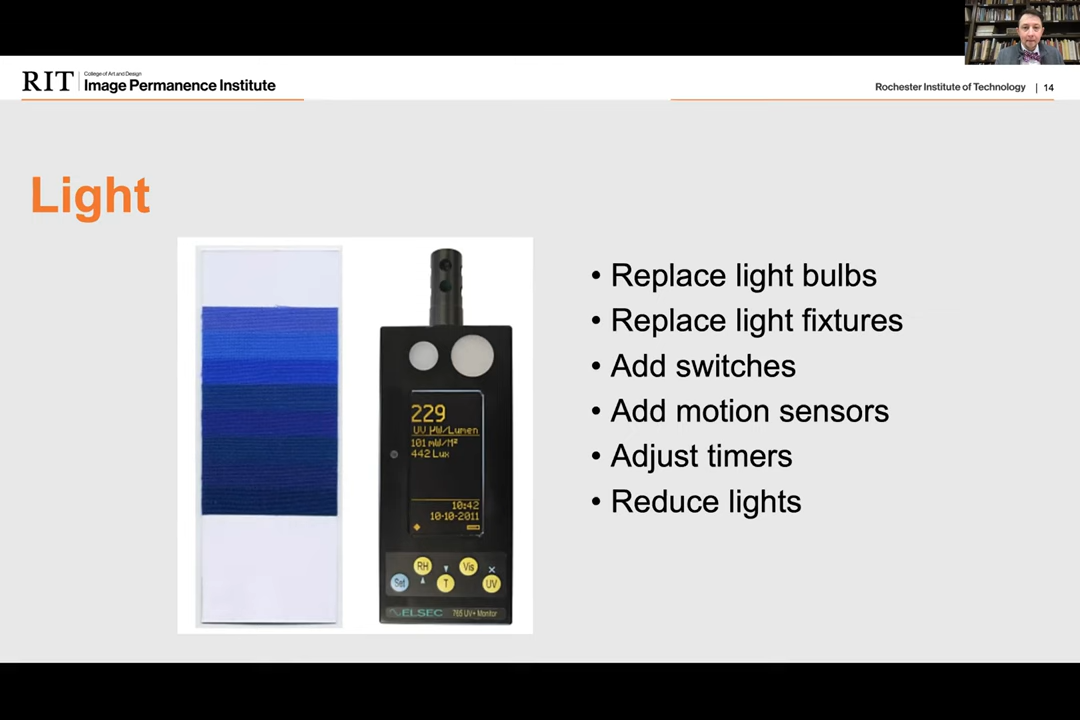 RIT
College of Art and Design
Image Permanence Institute
Rochester Institute of Technology | 14
Light
• Replace light bulbs
• Replace light fixtures
• Add switches
• Add motion sensors
• Adjust timers
• Reduce lights
229
UV µW/Lumen
101 mW/M²
442 Lux
10:42
10-10-2011
RH
Vis
Set
T
UV
ELSEC
765 UV+ Monitor